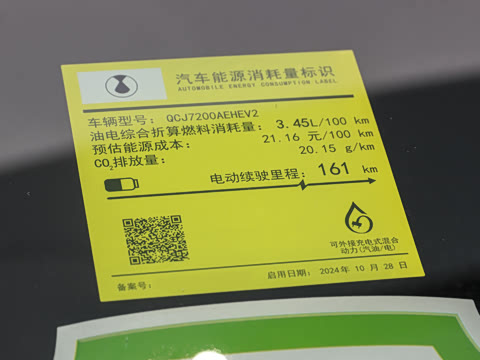 汽车能源消耗量标识
AUTOMOBILE ENERGY CONSUMPTION LABEL
车辆型号: QCJ7200AEHEV2
油电综合折算燃料消耗量: 3.45L/100 km
预估能源成本: 21.16 元/100 km
CO₂排放量: 20.15 g/km
电动续驶里程: 161 km
可外接充电式混合
动力(汽油/电)
备案号:
启用日期: 2024年 10 月 28 日